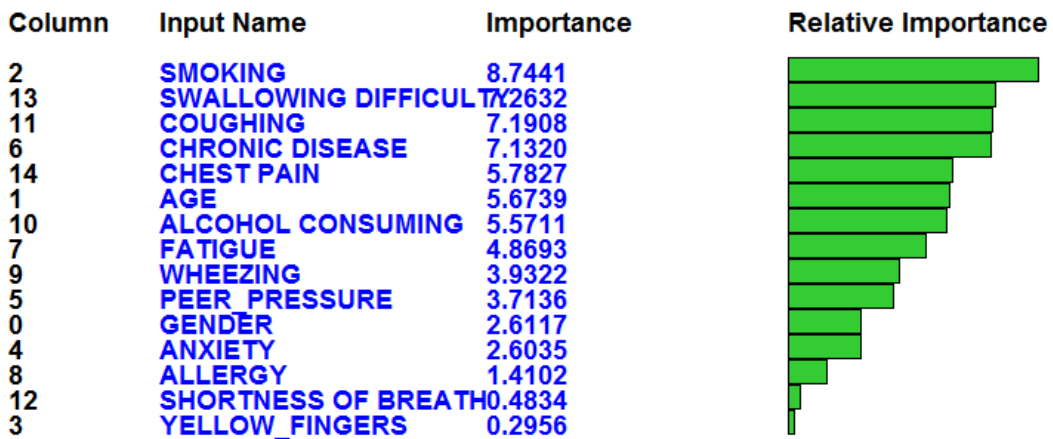 Column Input Name Importance Relative Importance
2 SMOKING 8.7441
13 SWALLOWING DIFFICULTY 7.2632
11 COUGHING 7.1908
6 CHRONIC DISEASE 7.1320
14 CHEST PAIN 5.7827
1 AGE 5.6739
10 ALCOHOL CONSUMING 5.5711
7 FATIGUE 4.8693
9 WHEEZING 3.9322
5 PEER_PRESSURE 3.7136
0 GENDER 2.6117
4 ANXIETY 2.6035
8 ALLERGY 1.4102
12 SHORTNESS OF BREATH 0.4834
3 YELLOW_FINGERS 0.2956